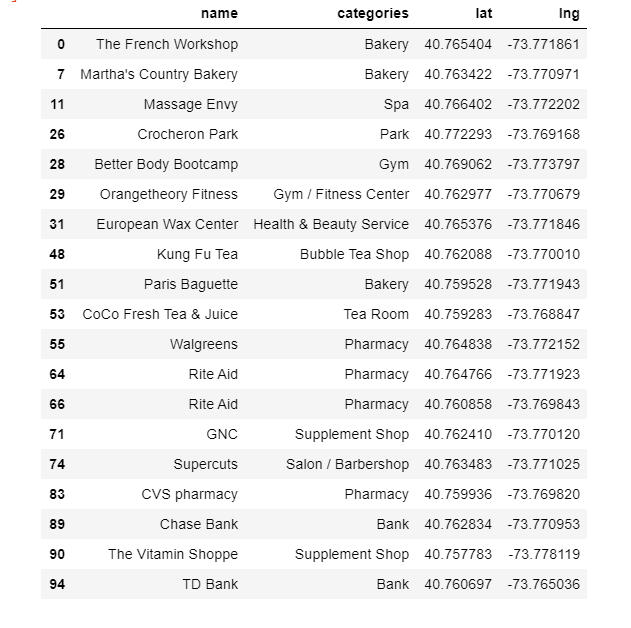 name categories lat lng
0 The French Workshop Bakery 40.765404 -73.771861
7 Martha's Country Bakery Bakery 40.763422 -73.770971
11 Massage Envy Spa 40.766402 -73.772202
26 Crocheron Park Park 40.772293 -73.769168
28 Better Body Bootcamp Gym 40.769062 -73.773797
29 Orangetheory Fitness Gym / Fitness Center 40.762977 -73.770679
31 European Wax Center Health & Beauty Service 40.765376 -73.771846
48 Kung Fu Tea Bubble Tea Shop 40.762088 -73.770010
51 Paris Baguette Bakery 40.759528 -73.771943
53 CoCo Fresh Tea & Juice Tea Room 40.759283 -73.768847
55 Walgreens Pharmacy 40.764838 -73.772152
64 Rite Aid Pharmacy 40.764766 -73.771923
66 Rite Aid Pharmacy 40.760858 -73.769843
71 GNC Supplement Shop 40.762410 -73.770120
74 Supercuts Salon / Barbershop 40.763483 -73.771025
83 CVS pharmacy Pharmacy 40.759936 -73.769820
89 Chase Bank Bank 40.762834 -73.770953
90 The Vitamin Shoppe Supplement Shop 40.757783 -73.778119
94 TD Bank Bank 40.760697 -73.765036